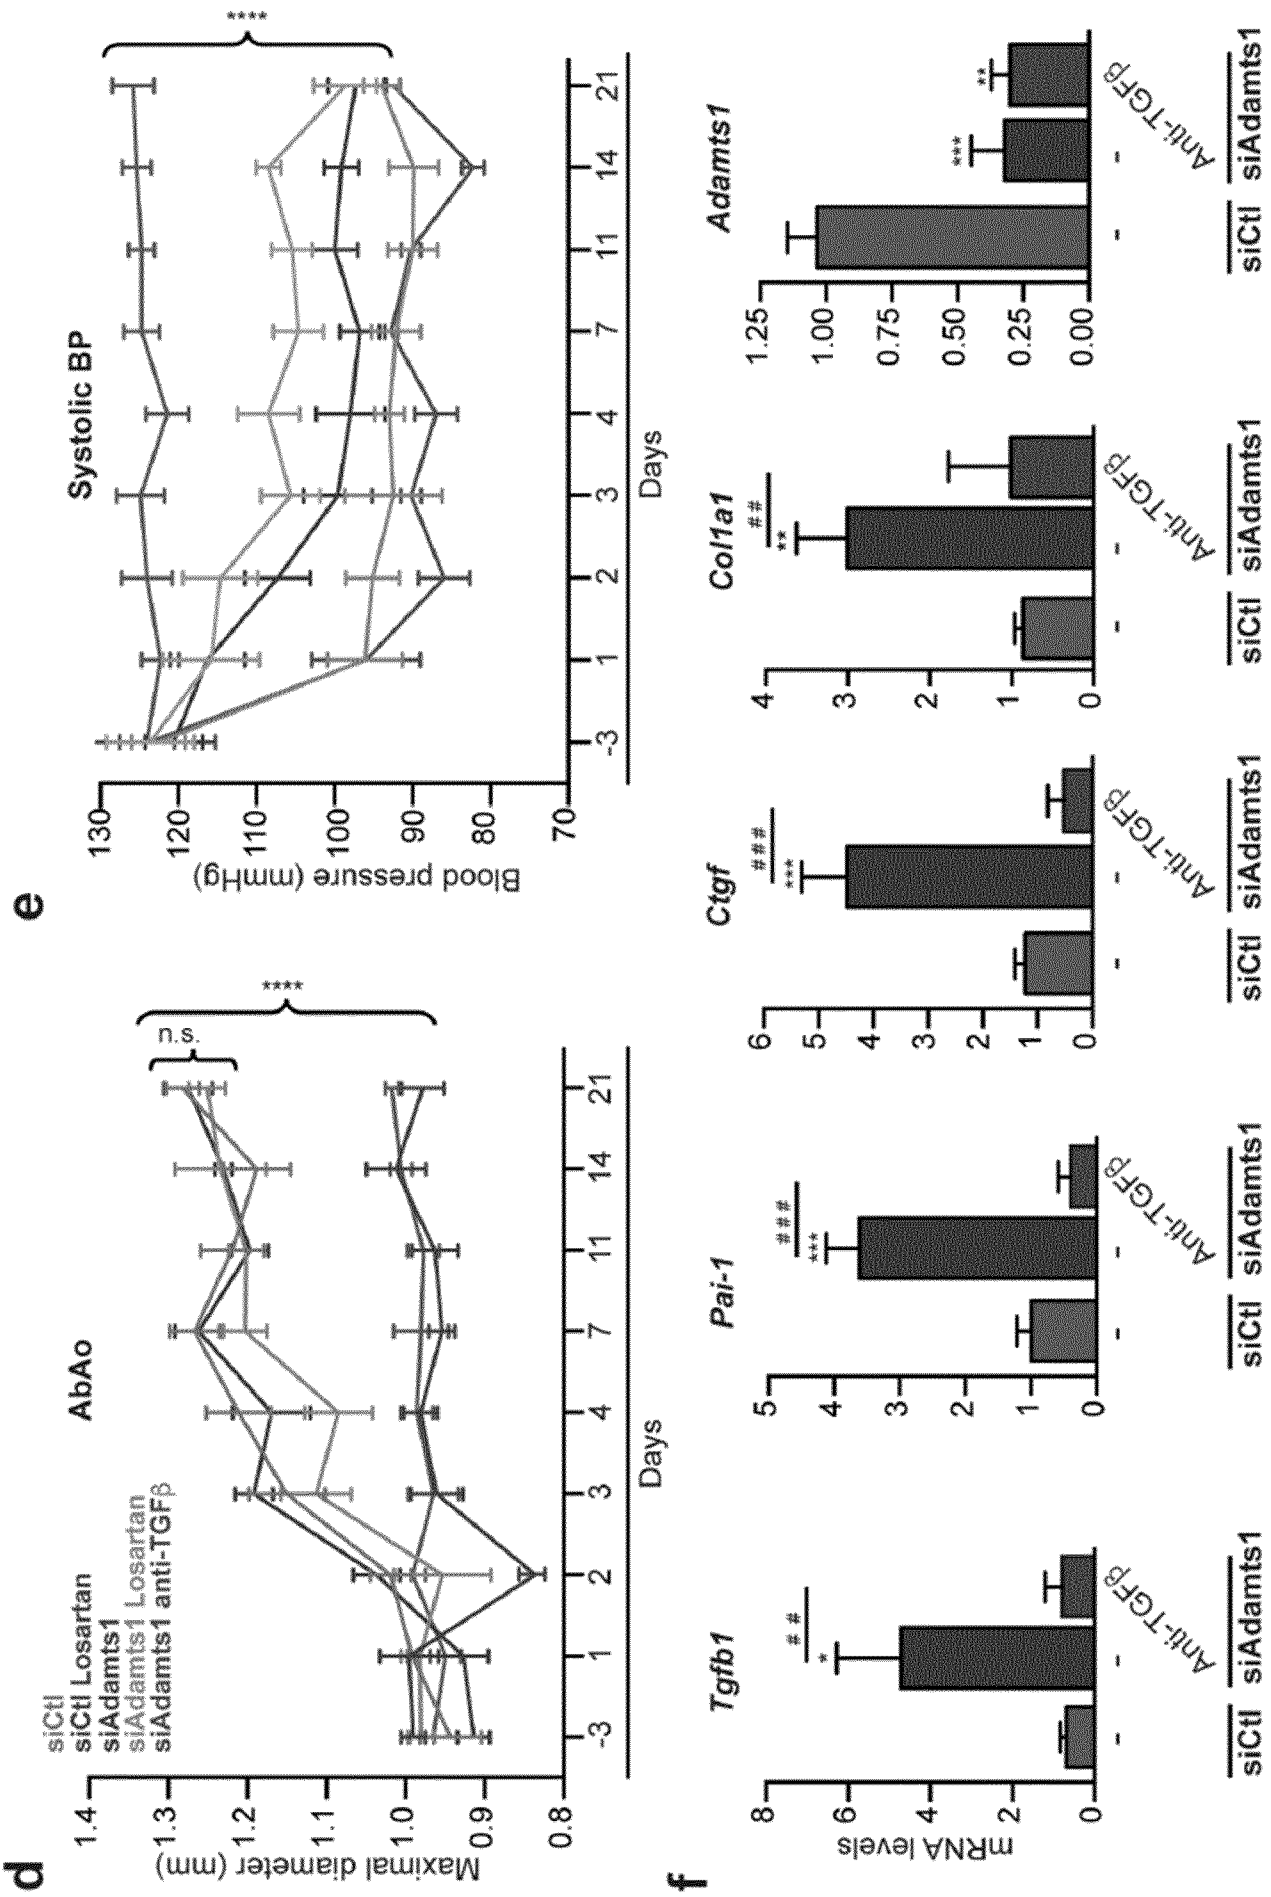 d
AbAo
siCtl
siCtl Losartan
siAdamts1
siAdamts1 Losartan
siAdamts1 anti-TGFβ
n.s.
****
Maximal diameter (mm)
1.4
1.3
1.2
1.1
1.0
0.9
0.8
-3 1 2 3 4 7 11 14 21
Days
e
Systolic BP
****
Blood pressure (mmHg)
130
120
110
100
90
80
70
-3 1 2 3 4 7 11 14 21
Days
f
mRNA levels
Tgfb1
8
6
4
2
0
* ##
- - Anti-TGFβ
siCtl siAdamts1
Pai-1
5
4
3
2
1
0
*** ###
- - Anti-TGFβ
siCtl siAdamts1
Ctgf
6
5
4
3
2
1
0
*** ###
- - Anti-TGFβ
siCtl siAdamts1
Col1a1
4
3
2
1
0
** ##
- - Anti-TGFβ
siCtl siAdamts1
Adamts1
1.25
1.00
0.75
0.50
0.25
0.00
*** **
- - Anti-TGFβ
siCtl siAdamts1